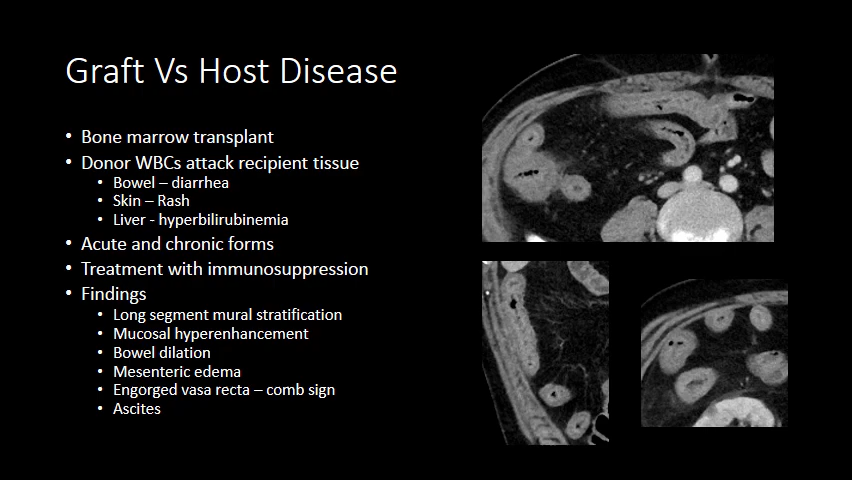 Graft Vs Host Disease
• Bone marrow transplant
• Donor WBCs attack recipient tissue
• Bowel – diarrhea
• Skin – Rash
• Liver - hyperbilirubinemia
• Acute and chronic forms
• Treatment with immunosuppression
• Findings
• Long segment mural stratification
• Mucosal hyperenhancement
• Bowel dilation
• Mesenteric edema
• Engorged vasa recta – comb sign
• Ascites